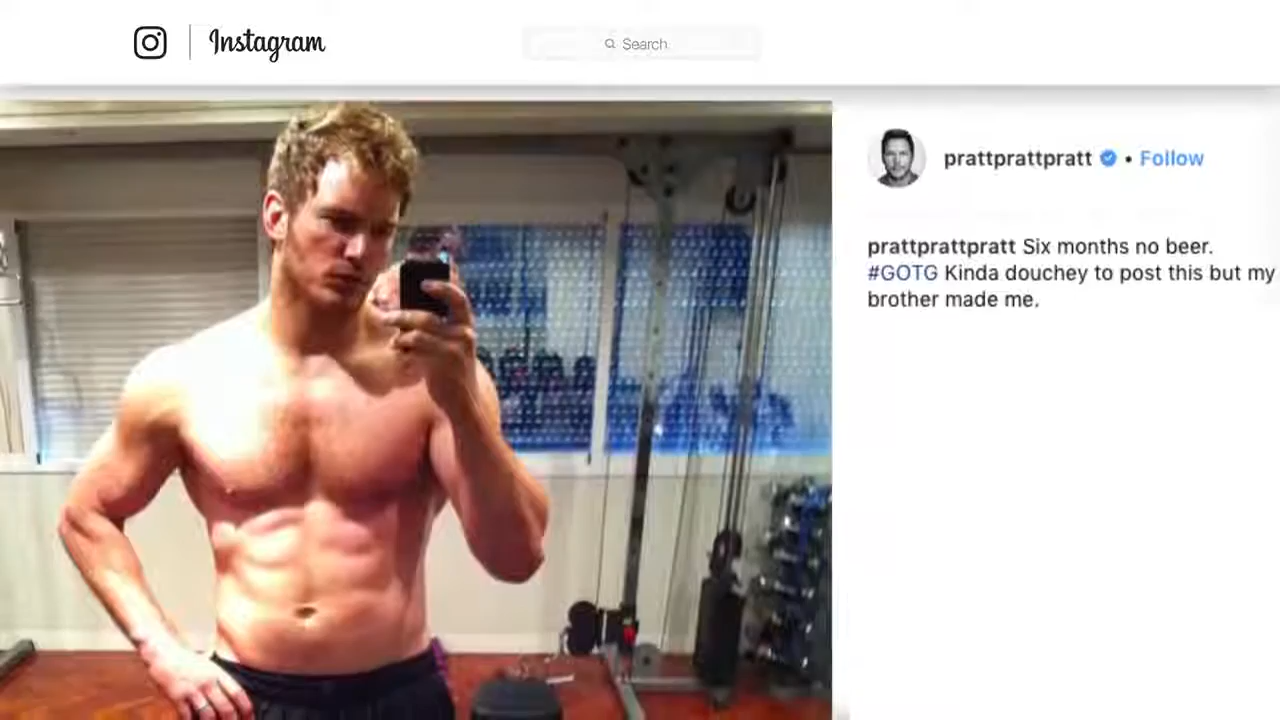 Instagram
Search
prattprattpratt • Follow
prattprattpratt Six months no beer.
#GOTG Kinda douchey to post this but my
brother made me.